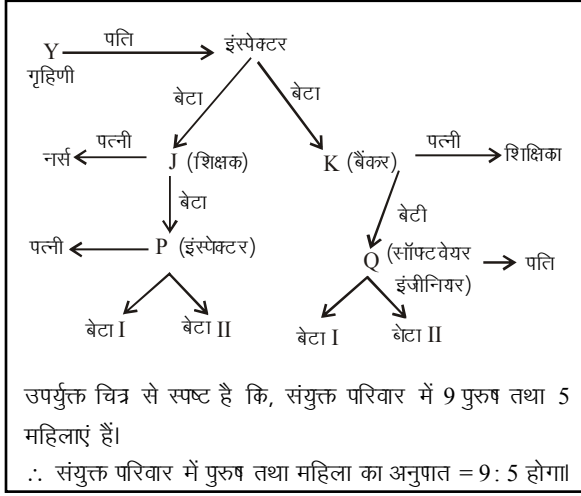 Y
पति
इंस्पेक्टर
गृहिणी
बेटा
बेटा
नर्स
पत्नी
J (शिक्षक)
K (बैंकर)
पत्नी
शिक्षिका
बेटा
बेटी
पत्नी
P (इंस्पेक्टर)
Q (सॉफ्टवेयर
इंजीनियर)
पति
बेटा I
बेटा II
बेटा I
बेटा II
उपर्युक्त चित्र से स्पष्ट है कि, संयुक्त परिवार में 9 पुरुष तथा 5
महिलाएं हैं।
∴ संयुक्त परिवार में पुरुष तथा महिला का अनुपात = 9 : 5 होगा।